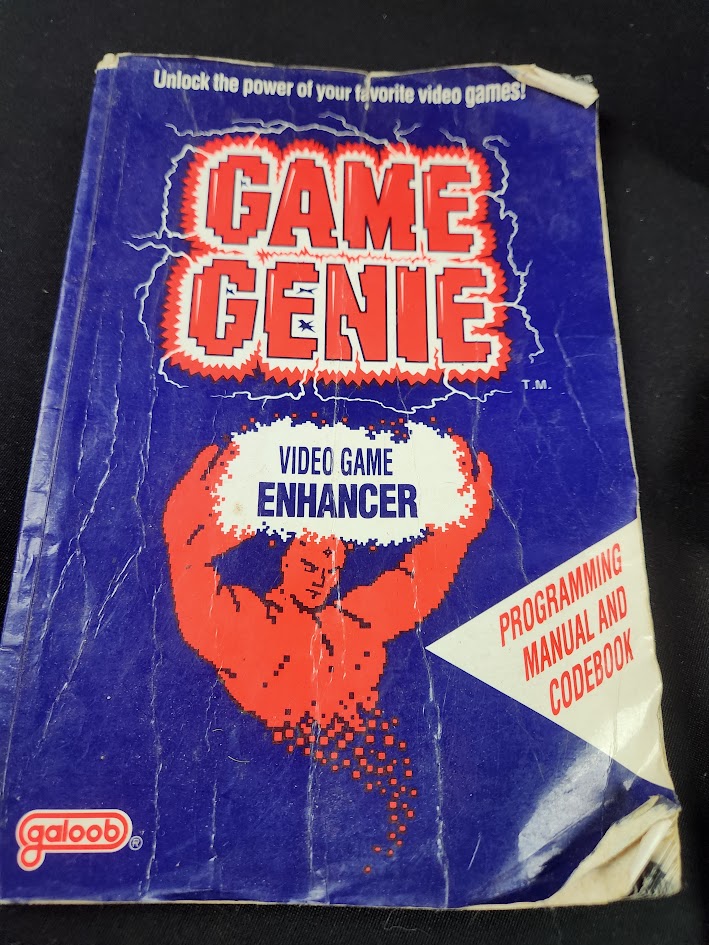 Unlock the power of your favorite video games!
GAME
GENIE
T.M.
VIDEO GAME
ENHANCER
PROGRAMMING
MANUAL AND
CODEBOOK
galoob®